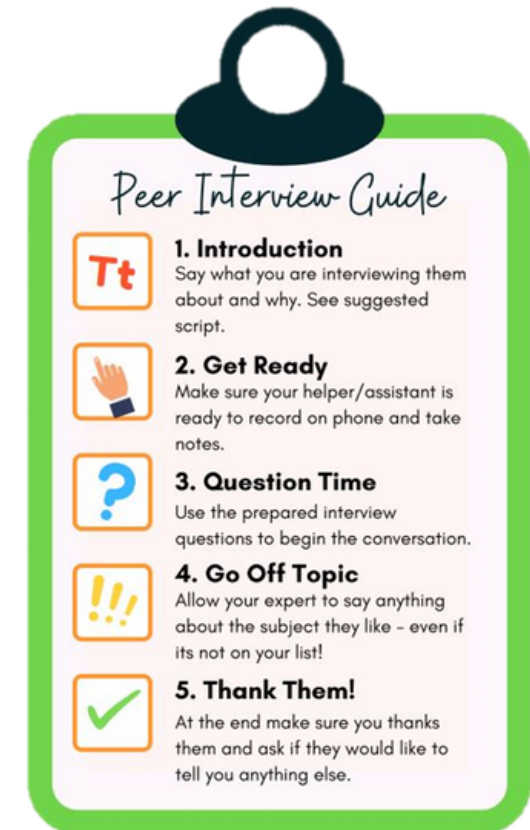 Peer Interview Guide
Tt
1. Introduction
Say what you are interviewing them
about and why. See suggested
script.
2. Get Ready
Make sure your helper/assistant is
ready to record on phone and take
notes.
?
3. Question Time
Use the prepared interview
questions to begin the conversation.
!!!
4. Go Off Topic
Allow your expert to say anything
about the subject they like - even if
its not on your list!
5. Thank Them!
At the end make sure you thanks
them and ask if they would like to
tell you anything else.